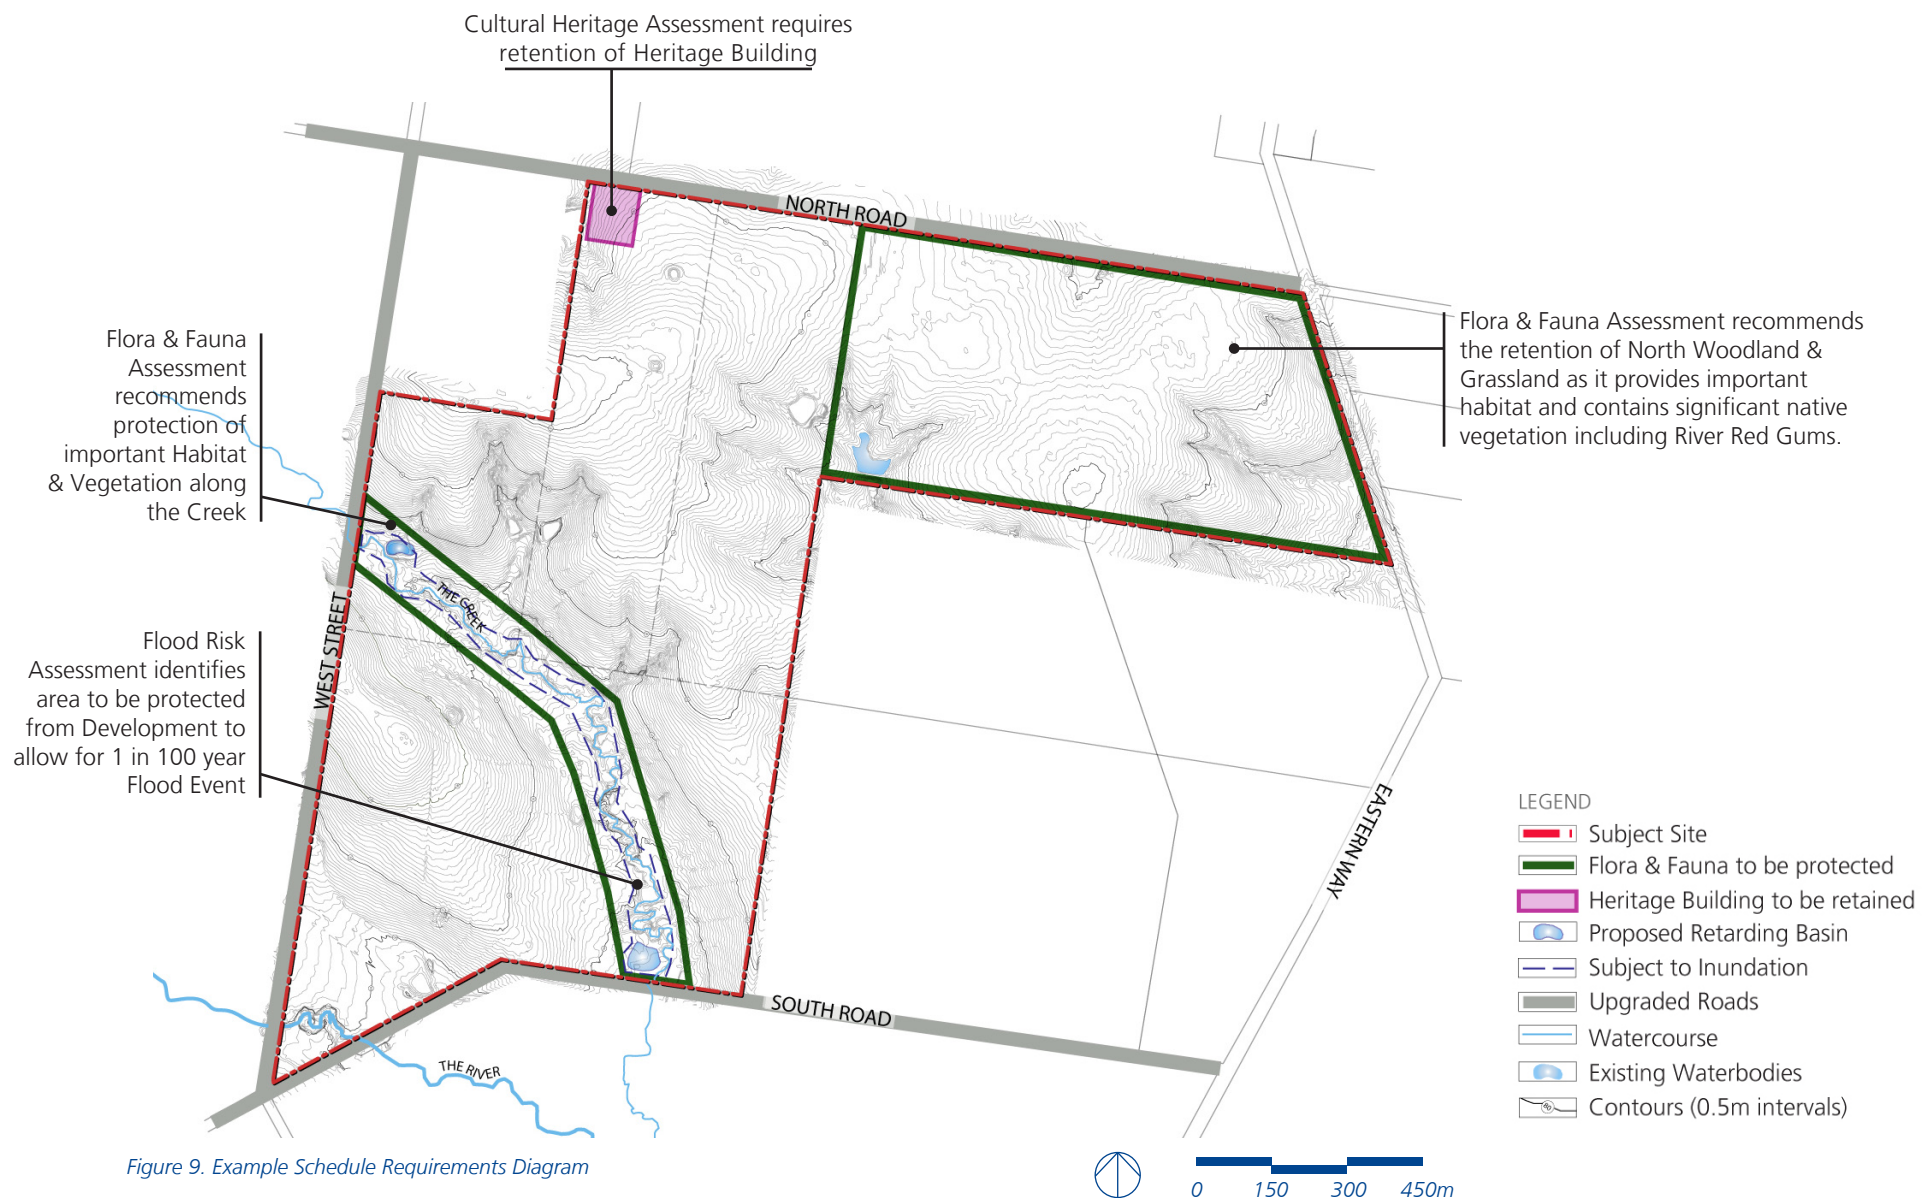 Cultural Heritage Assessment requires
retention of Heritage Building
NORTH ROAD
Flora & Fauna
Assessment
recommends
protection of
important Habitat
& Vegetation along
the Creek
Flora & Fauna Assessment recommends
the retention of North Woodland &
Grassland as it provides important
habitat and contains significant native
vegetation including River Red Gums.
THE CREEK
WEST STREET
Flood Risk
Assessment identifies
area to be protected
from Development to
allow for 1 in 100 year
Flood Event
EASTERN WAY
SOUTH ROAD
THE RIVER
LEGEND
Subject Site
Flora & Fauna to be protected
Heritage Building to be retained
Proposed Retarding Basin
Subject to Inundation
Upgraded Roads
Watercourse
Existing Waterbodies
Contours (0.5m intervals)
Figure 9. Example Schedule Requirements Diagram
0 150 300 450m